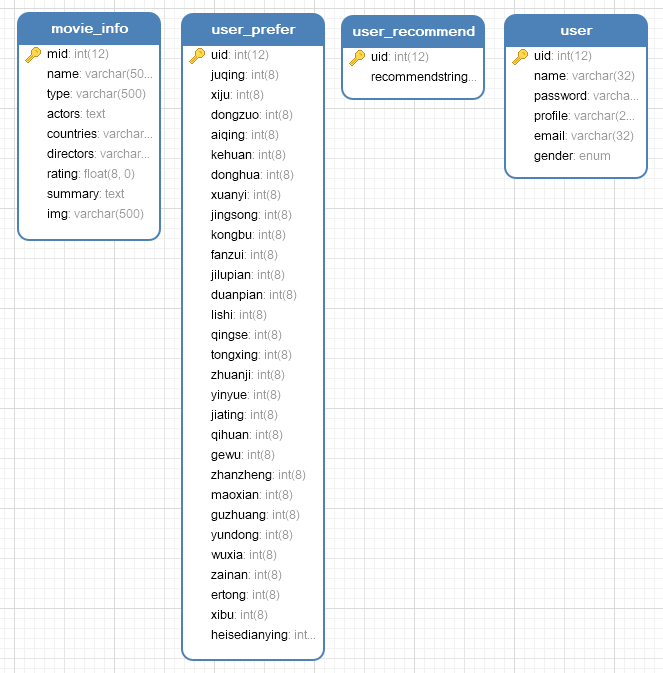 movie_info
mid: int(12)
name: varchar(50...
type: varchar(500)
actors: text
countries: varchar...
directors: varchar...
rating: float(8, 0)
summary: text
img: varchar(500)
user_prefer
uid: int(12)
juqing: int(8)
xiju: int(8)
dongzuo: int(8)
aiqing: int(8)
kehuan: int(8)
donghua: int(8)
xuanyi: int(8)
jingsong: int(8)
kongbu: int(8)
fanzui: int(8)
jilupian: int(8)
duanpian: int(8)
lishi: int(8)
qingse: int(8)
tongxing: int(8)
zhuanji: int(8)
yinyue: int(8)
jiating: int(8)
qihuan: int(8)
gewu: int(8)
zhanzheng: int(8)
maoxian: int(8)
guzhuang: int(8)
yundong: int(8)
wuxia: int(8)
zainan: int(8)
ertong: int(8)
xibu: int(8)
heisedianying: int...
user_recommend
uid: int(12)
recommendstring...
user
uid: int(12)
name: varchar(32)
password: varcha...
profile: varchar(2...
email: varchar(32)
gender: enum